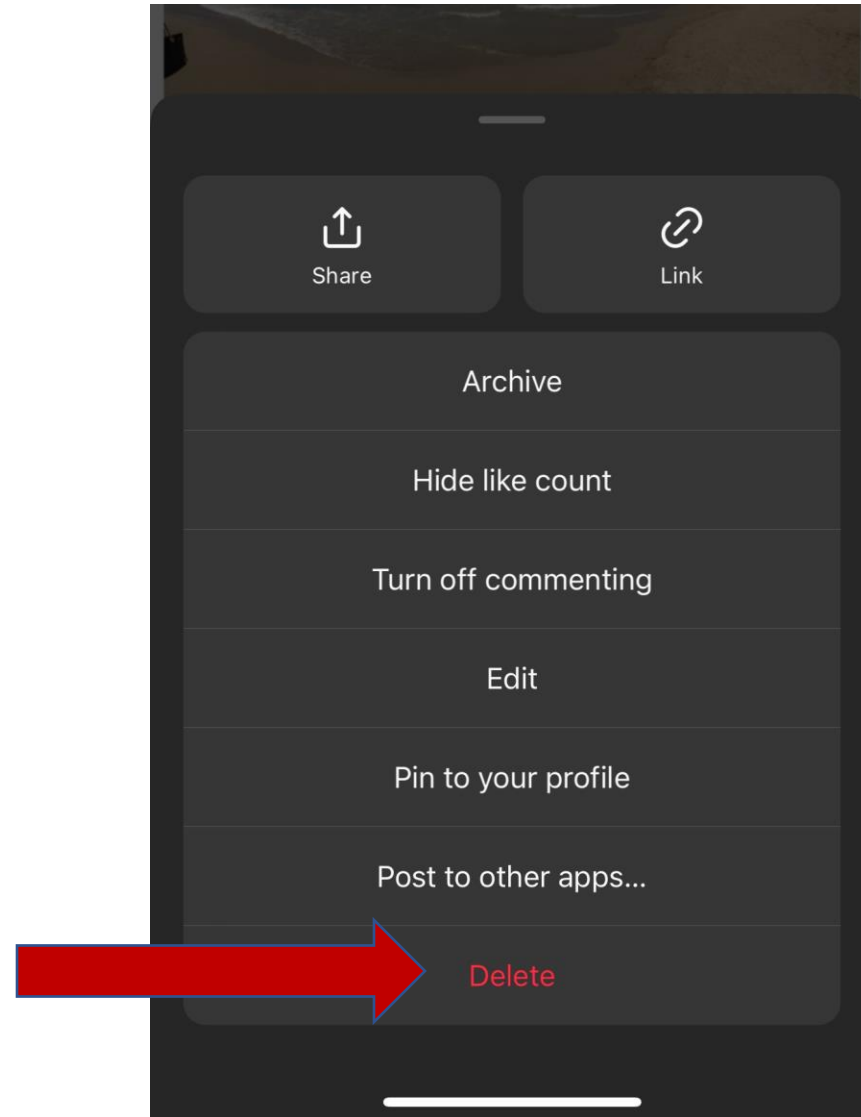 Share
Link
Archive
Hide like count
Turn off commenting
Edit
Pin to your profile
Post to other apps...
Delete